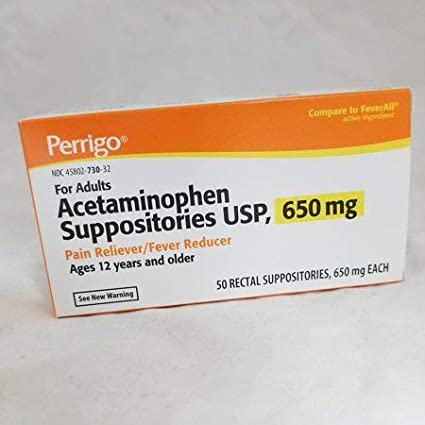 Compare to FeverAll®
active ingredient
Perrigo®
NDC 45802-730-32
For Adults
Acetaminophen
Suppositories USP, 650 mg
Pain Reliever/Fever Reducer
Ages 12 years and older
See New Warning
50 RECTAL SUPPOSITORIES, 650 mg EACH